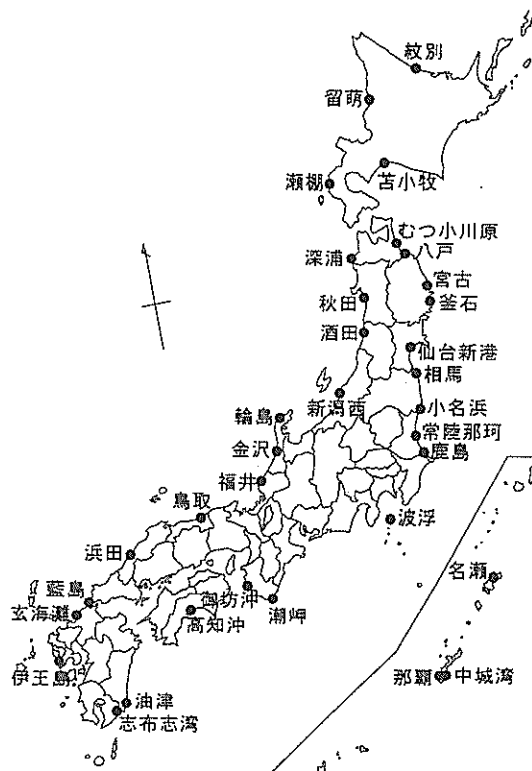 紋別
留萌
苫小牧
瀬棚
むつ小川原
八戸
深浦
宮古
秋田
釜石
酒田
仙台新港
相馬
新潟西
小名浜
輪島
常陸那珂
金沢
鹿島
福井
鳥取
波浮
浜田
名瀬
藍島
御坊沖
玄海灘
潮岬
高知沖
伊王島
那覇
中城湾
油津
志布志湾